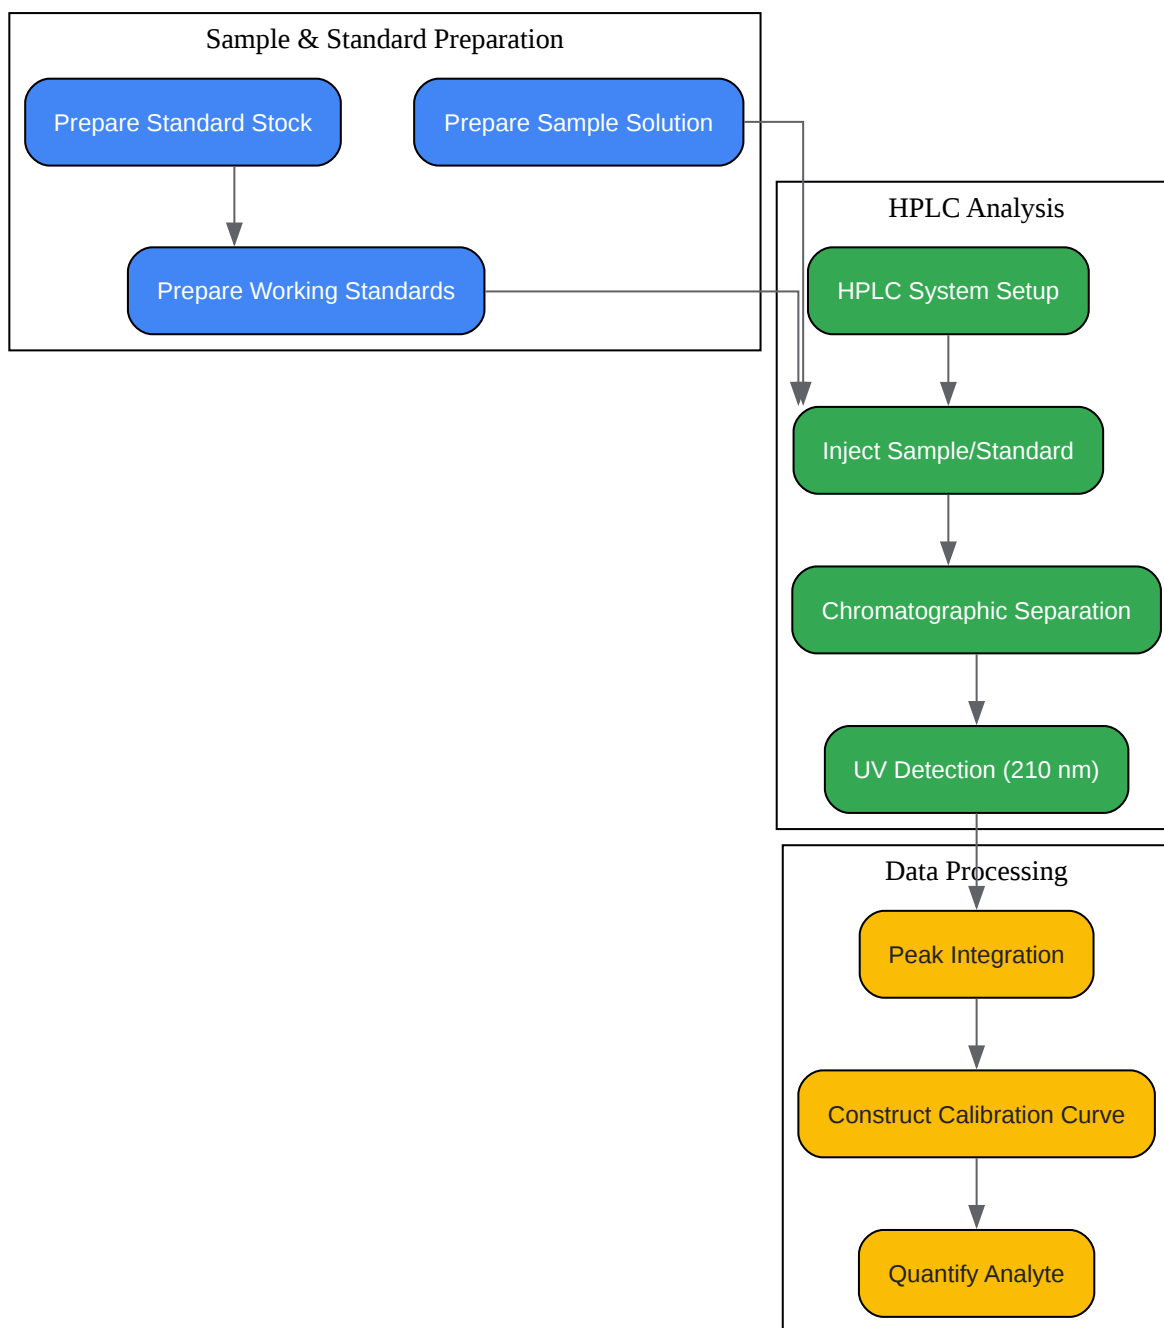 Sample & Standard Preparation
Prepare Standard Stock
Prepare Sample Solution
Prepare Working Standards
HPLC Analysis
HPLC System Setup
Inject Sample/Standard
Chromatographic Separation
UV Detection (210 nm)
Data Processing
Peak Integration
Construct Calibration Curve
Quantify Analyte